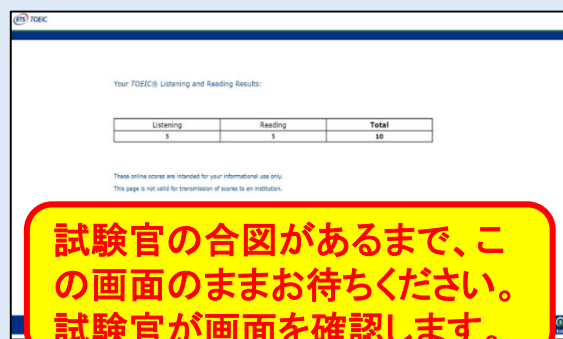 ETS TOEIC
Your TOEIC® Listening and Reading Results:
Listening Reading Total
5 5 10
These online scores are intended for your informational use only.
This page is not valid for transmission of scores to an institution.
試験官の合図があるまで、こ
の画面のままお待ちください。
試験官が画面を確認します。